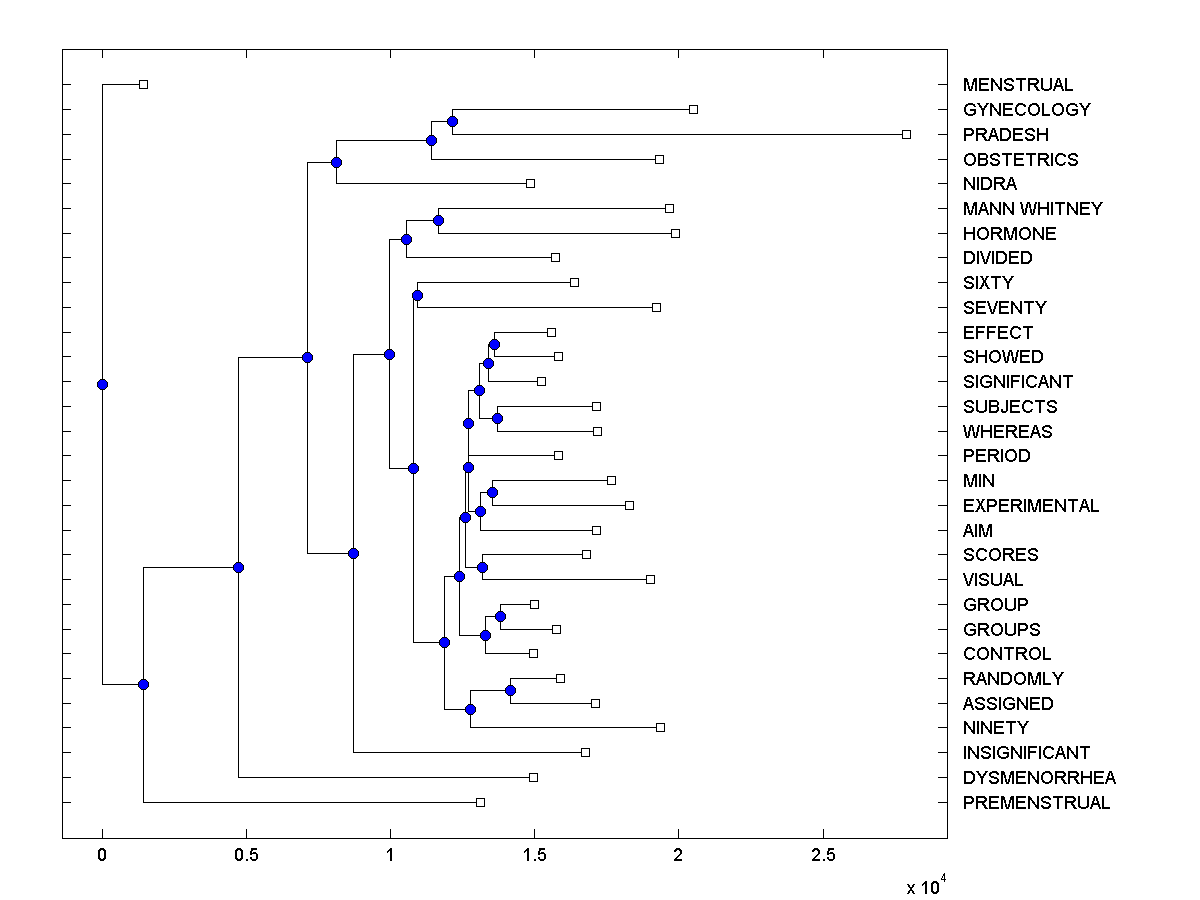 MENSTRUAL
GYNECOLOGY
PRADESH
OBSTETRICS
NIDRA
MANN WHITNEY
HORMONE
DIVIDED
SIXTY
SEVENTY
EFFECT
SHOWED
SIGNIFICANT
SUBJECTS
WHEREAS
PERIOD
MIN
EXPERIMENTAL
AIM
SCORES
VISUAL
GROUP
GROUPS
CONTROL
RANDOMLY
ASSIGNED
NINETY
INSIGNIFICANT
DYSMENORRHEA
PREMENSTRUAL
0 0.5 1 1.5 2 2.5
x 10^4